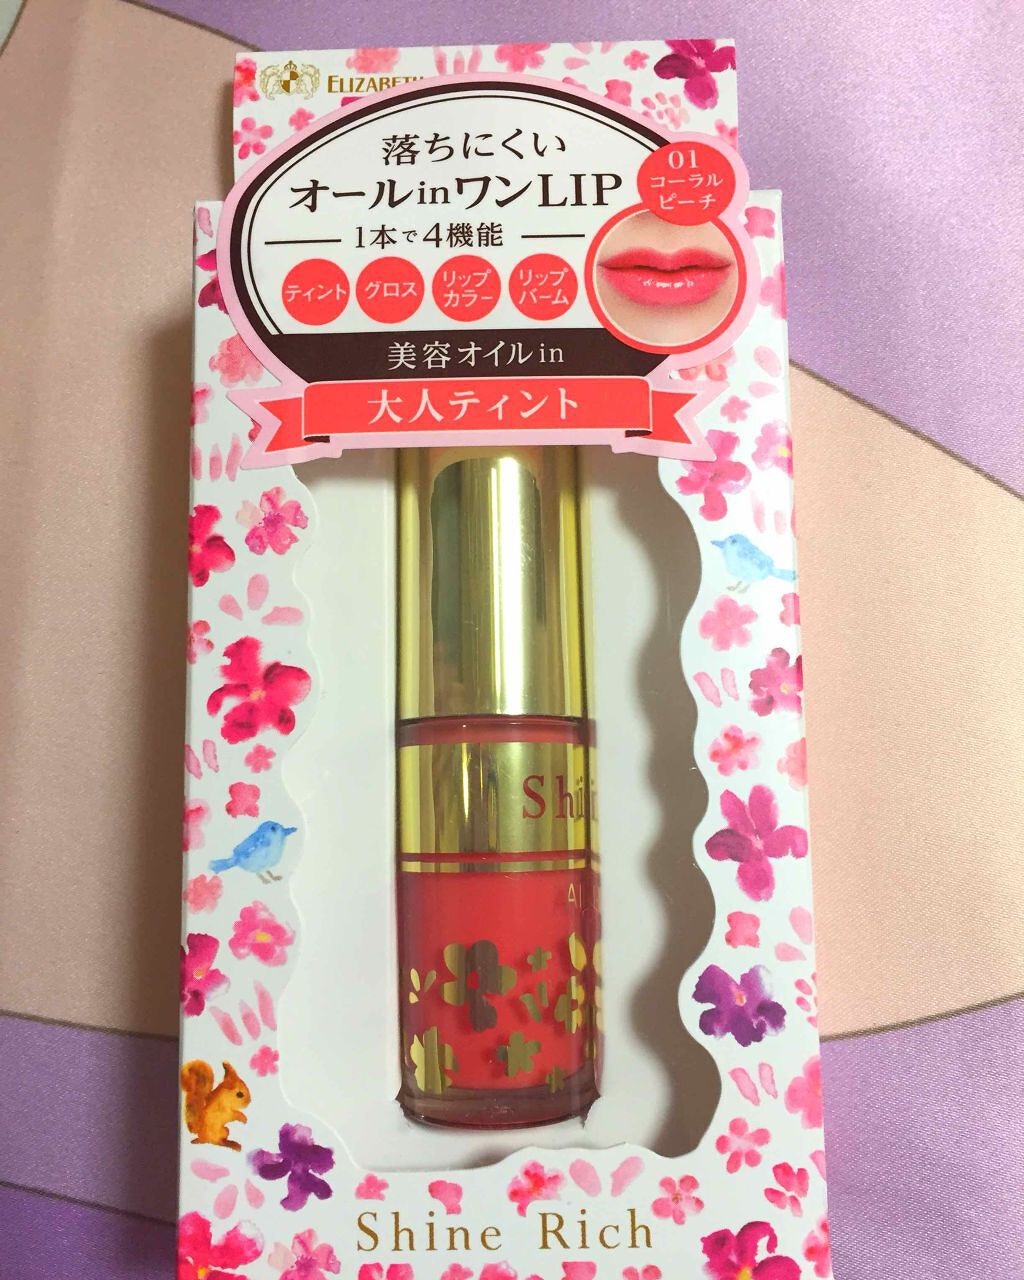 ELIZABETH
落ちにくい
オールinワンLIP
1本で4機能
01
コーラル
ピーチ
ティント
グロス
リップ
カラー
リップ
バーム
美容オイルin
大人ティント
Shi
Al
Shine Rich